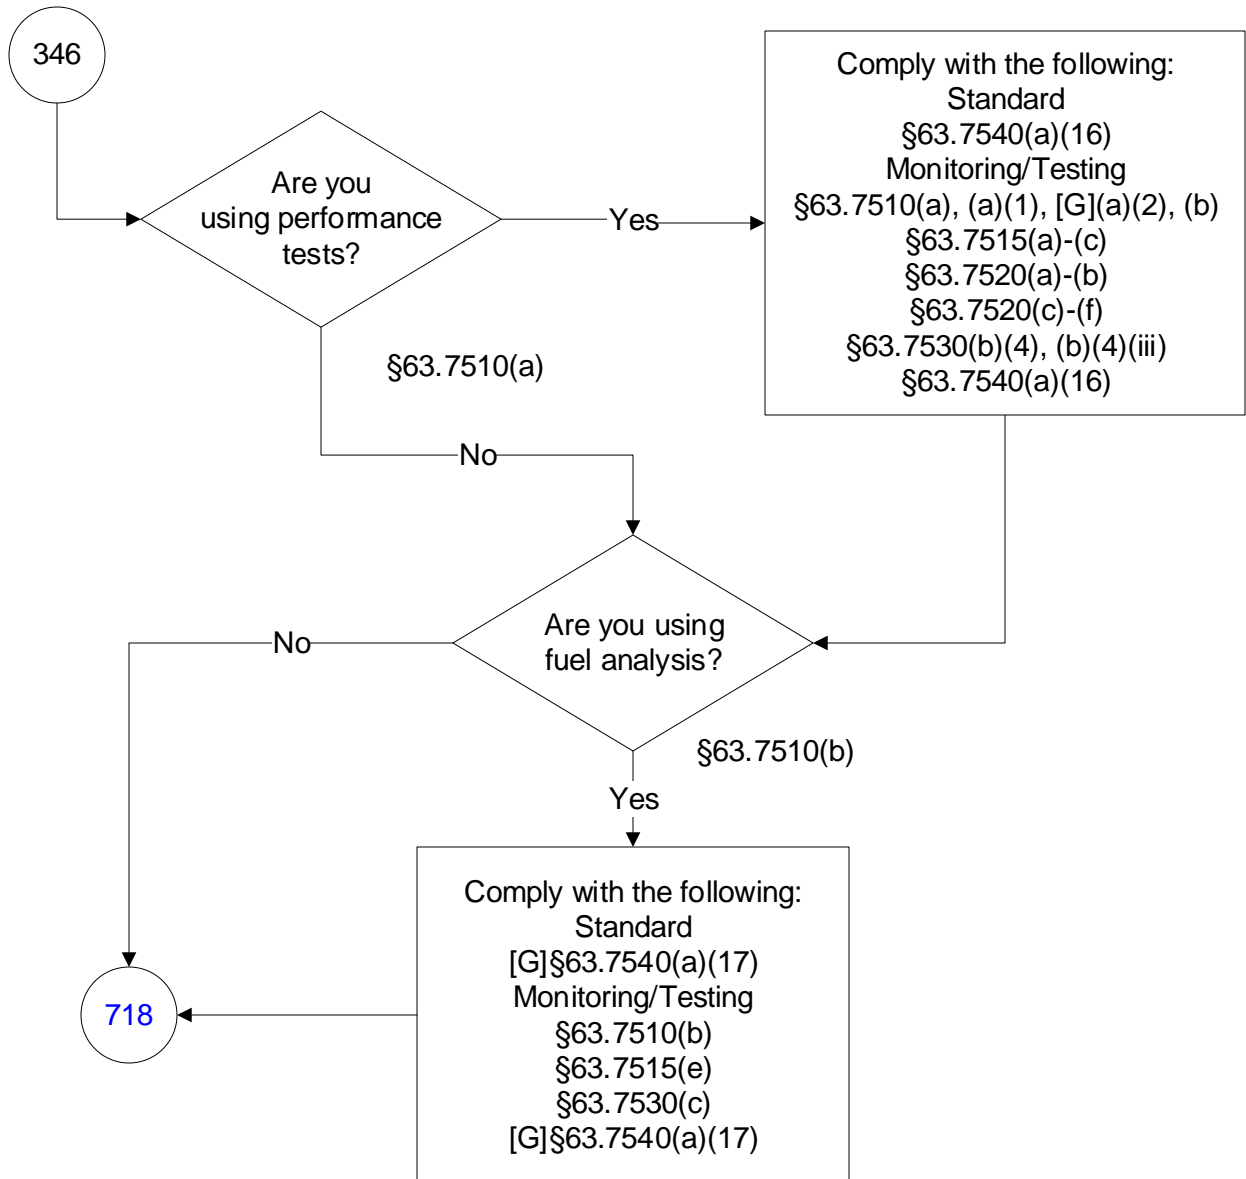 346
Are you
using performance
tests?
Yes
Comply with the following:
Standard
§63.7540(a)(16)
Monitoring/Testing
§63.7510(a), (a)(1), [G](a)(2), (b)
§63.7515(a)-(c)
§63.7520(a)-(b)
§63.7520(c)-(f)
§63.7530(b)(4), (b)(4)(iii)
§63.7540(a)(16)
§63.7510(a)
No
Are you using
fuel analysis?
No
§63.7510(b)
Yes
Comply with the following:
Standard
[G]§63.7540(a)(17)
Monitoring/Testing
§63.7510(b)
§63.7515(e)
§63.7530(c)
[G]§63.7540(a)(17)
718